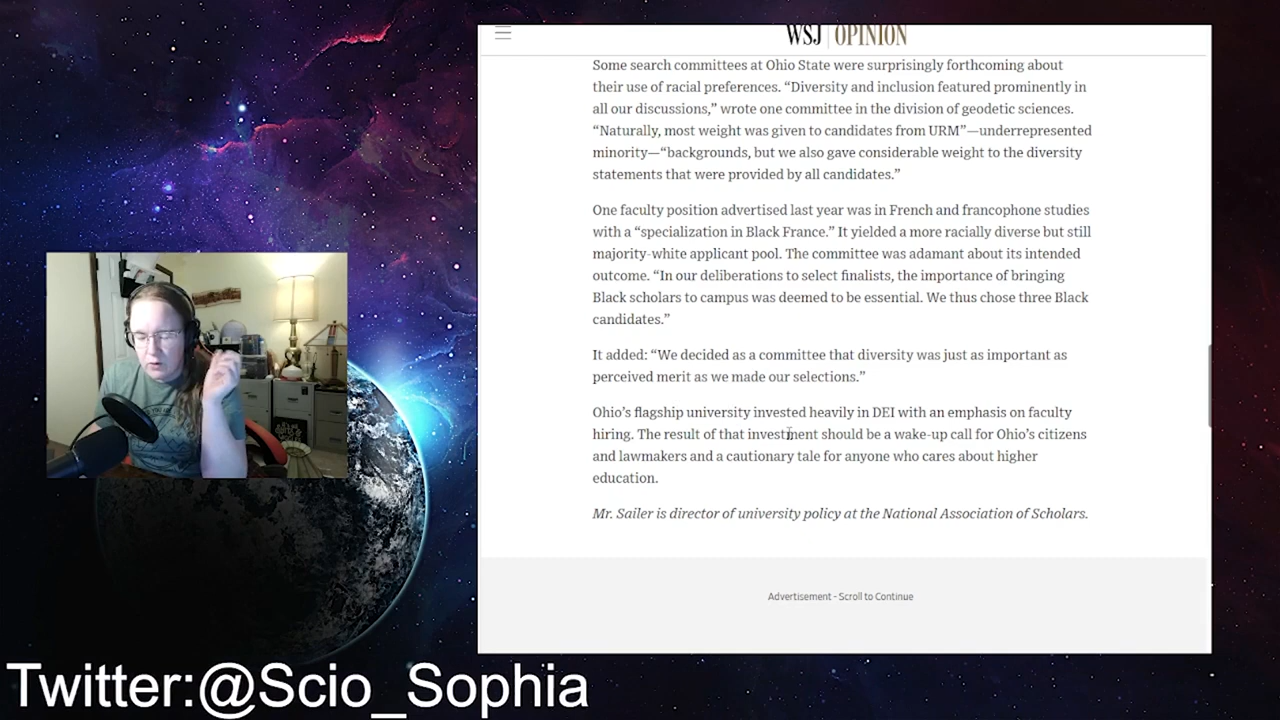 WSJ | OPINION
Some search committees at Ohio State were surprisingly forthcoming about
their use of racial preferences. “Diversity and inclusion featured prominently in
all our discussions,” wrote one committee in the division of geodetic sciences.
“Naturally, most weight was given to candidates from URM”—underrepresented
minority—“backgrounds, but we also gave considerable weight to the diversity
statements that were provided by all candidates.”
One faculty position advertised last year was in French and francophone studies
with a “specialization in Black France.” It yielded a more racially diverse but still
majority-white applicant pool. The committee was adamant about its intended
outcome. “In our deliberations to select finalists, the importance of bringing
Black scholars to campus was deemed to be essential. We thus chose three Black
candidates.”
It added: “We decided as a committee that diversity was just as important as
perceived merit as we made our selections.”
Ohio’s flagship university invested heavily in DEI with an emphasis on faculty
hiring. The result of that investment should be a wake-up call for Ohio’s citizens
and lawmakers and a cautionary tale for anyone who cares about higher
education.
Mr. Sailer is director of university policy at the National Association of Scholars.
Advertisement - Scroll to Continue
Twitter:@Scio_Sophia